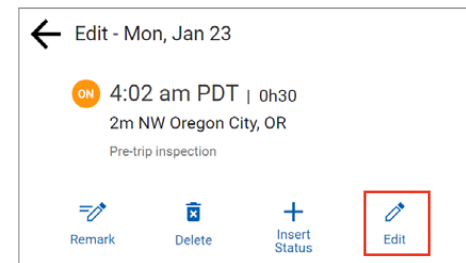 Edit - Mon, Jan 23
ON 4:02 am PDT | 0h30
2m NW Oregon City, OR
Pre-trip inspection
Remark Delete Insert Status Edit